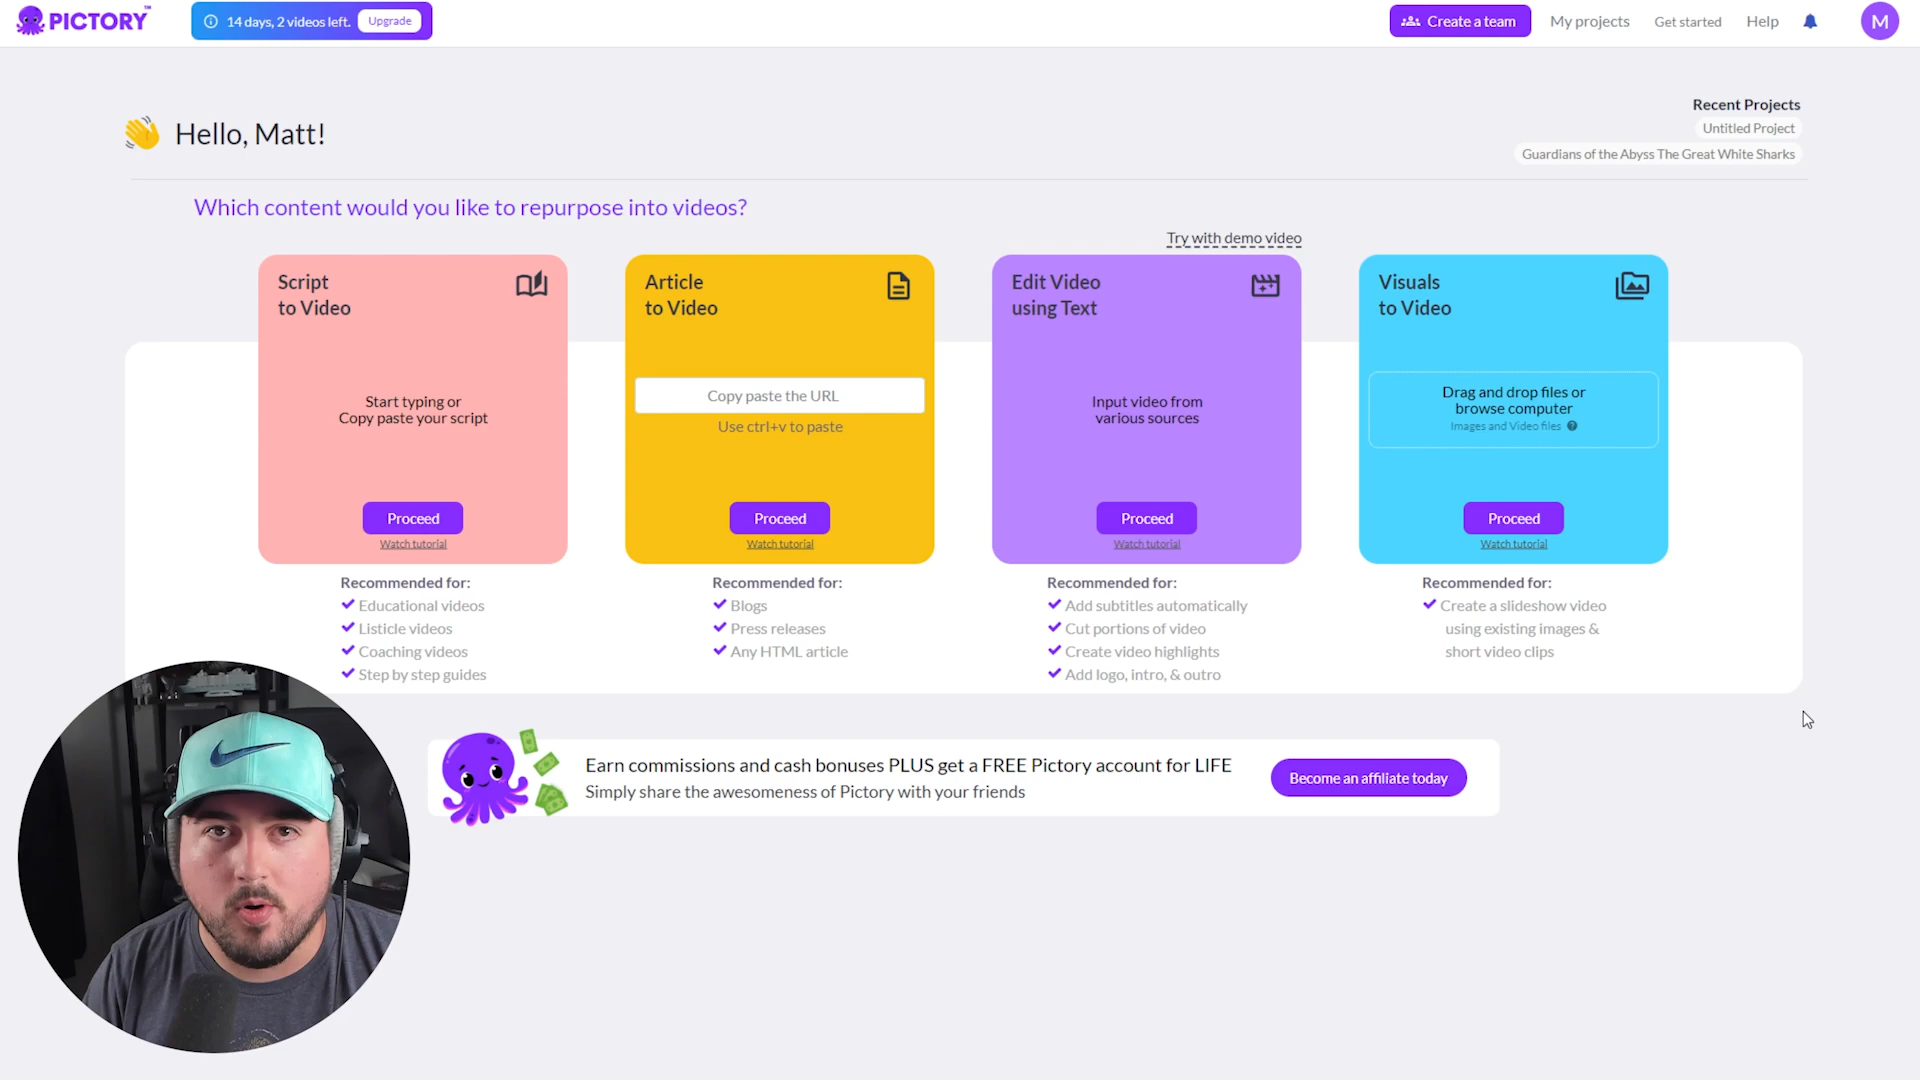 PICTORY™
14 days, 2 videos left. Upgrade
Create a team My projects Get started Help M
Recent Projects
Untitled Project
Guardians of the Abyss The Great White Sharks
Hello, Matt!
Which content would you like to repurpose into videos?
Try with demo video
Script
to Video
Start typing or
Copy paste your script
Proceed
Watch tutorial
Recommended for:
Educational videos
Listicle videos
Coaching videos
Step by step guides
Article
to Video
Copy paste the URL
Use ctrl+v to paste
Proceed
Watch tutorial
Recommended for:
Blogs
Press releases
Any HTML article
Edit Video
using Text
Input video from
various sources
Proceed
Watch tutorial
Recommended for:
Add subtitles automatically
Cut portions of video
Create video highlights
Add logo, intro, & outro
Visuals
to Video
Drag and drop files or
browse computer
Images and Video files ?
Proceed
Watch tutorial
Recommended for:
Create a slideshow video
using existing images &
short video clips
Earn commissions and cash bonuses PLUS get a FREE Pictory account for LIFE
Simply share the awesomeness of Pictory with your friends
Become an affiliate today